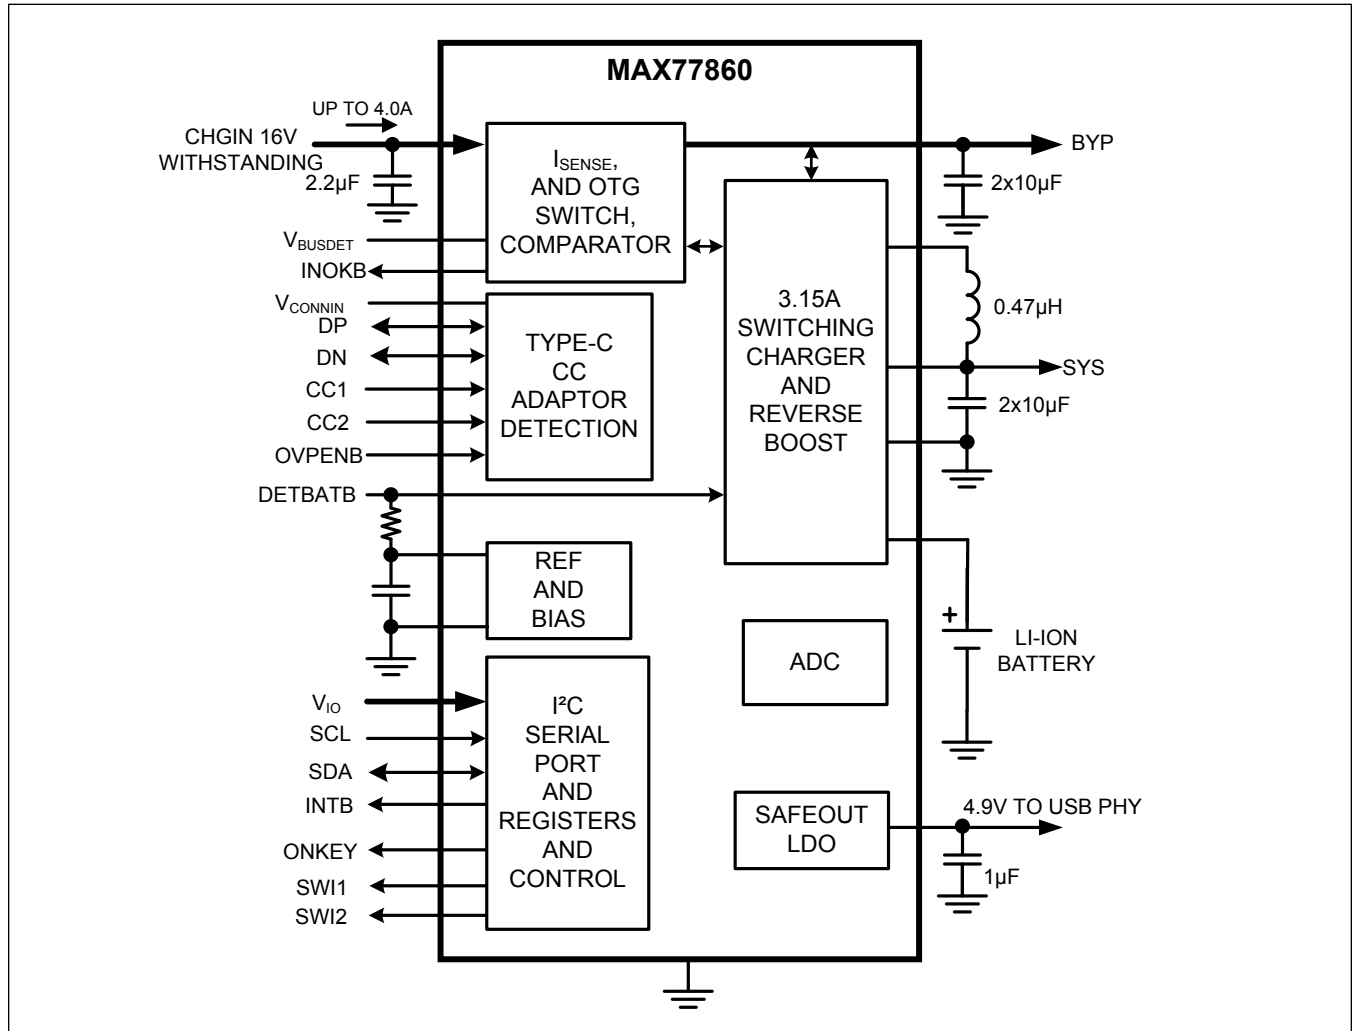 MAX77860
UP TO 4.0A
CHGIN 16V
WITHSTANDING
2.2µF
ISENSE,
AND OTG
SWITCH,
COMPARATOR
BYP
2x10µF
VBUSDET
INOKB
VCONNIN
DP
DN
CC1
CC2
OVPENB
TYPE-C
CC
ADAPTOR
DETECTION
3.15A
SWITCHING
CHARGER
AND
REVERSE
BOOST
0.47µH
SYS
2x10µF
DETBATB
REF
AND
BIAS
ADC
+
LI-ION
BATTERY
VIO
SCL
SDA
INTB
ONKEY
SWI1
SWI2
I²C
SERIAL
PORT
AND
REGISTERS
AND
CONTROL
SAFEOUT
LDO
4.9V TO USB PHY
1µF